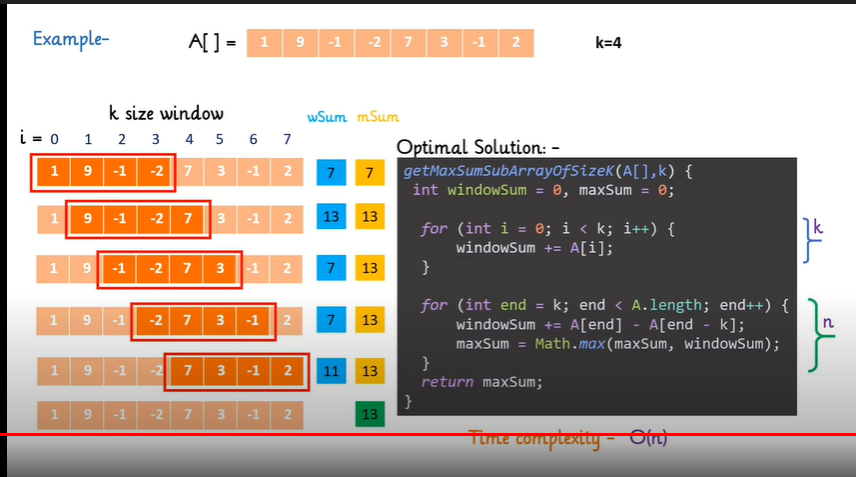 Example-
A[ ] = 1 9 -1 -2 7 3 -1 2
k=4
k size window
wSum mSum
i = 0 1 2 3 4 5 6 7
1 9 -1 -2 7 3 -1 2 7 7
1 9 -1 -2 7 3 -1 2 13 13
1 9 -1 -2 7 3 -1 2 7 13
1 9 -1 -2 7 3 -1 2 7 13
1 9 -1 -2 7 3 -1 2 11 13
1 9 -1 -2 7 3 -1 2 13
Optimal Solution: -
getMaxSumSubArrayOfSizeK(A[],k) {
int windowSum = 0, maxSum = 0;
for (int i = 0; i < k; i++) {
windowSum += A[i];
}
k
for (int end = k; end < A.length; end++) {
windowSum += A[end] - A[end - k];
maxSum = Math.max(maxSum, windowSum);
}
n
return maxSum;
}
Time complexity - O(n)